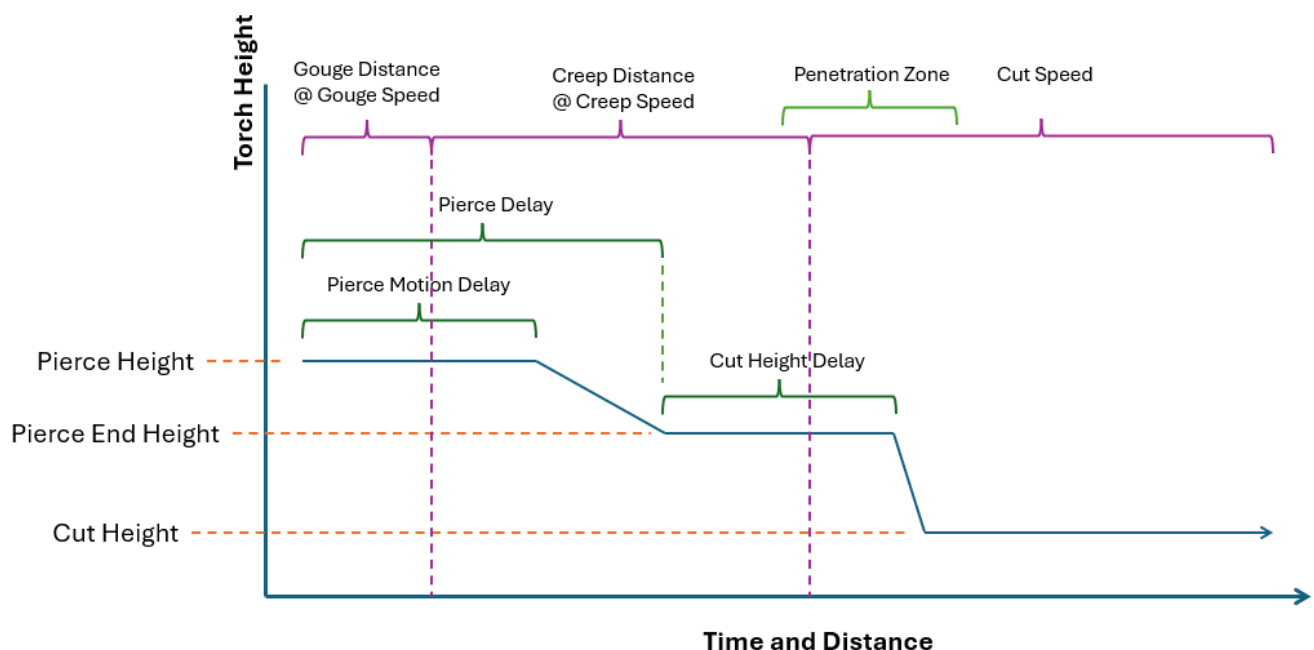 Torch Height
Gouge Distance
@ Gouge Speed
Creep Distance
@ Creep Speed
Penetration Zone
Cut Speed
Pierce Delay
Pierce Motion Delay
Pierce Height
Cut Height Delay
Pierce End Height
Cut Height
Time and Distance